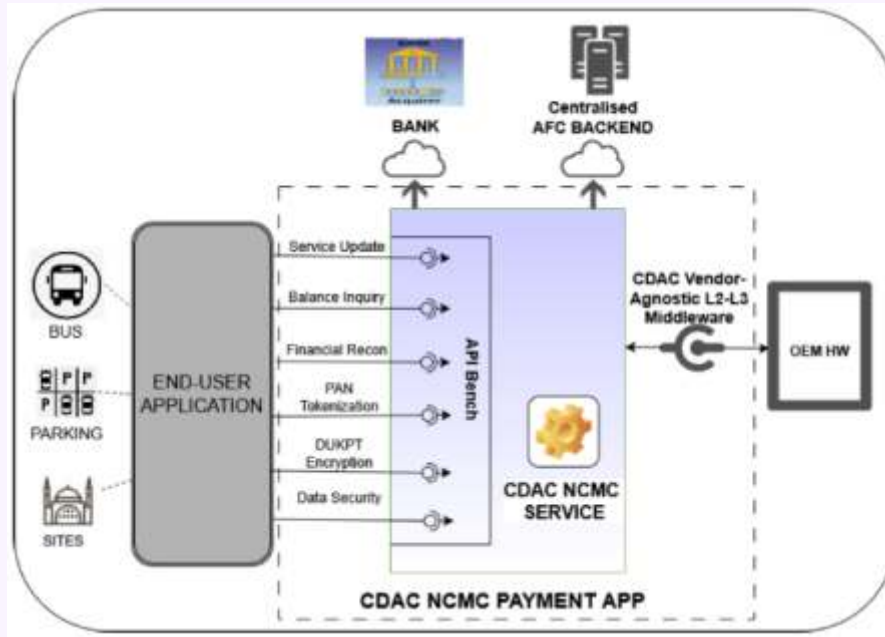 Acquirer
BANK
Centralised
AFC BACKEND
Service Update
Balance Inquiry
Financial Recon
PAN
Tokenization
DUKPT
Encryption
Data Security
API Bench
CDAC Vendor-
Agnostic L2-L3
Middleware
OEM HW
BUS
P P
P
PARKING
SITES
END-USER
APPLICATION
CDAC NCMC
SERVICE
CDAC NCMC PAYMENT APP